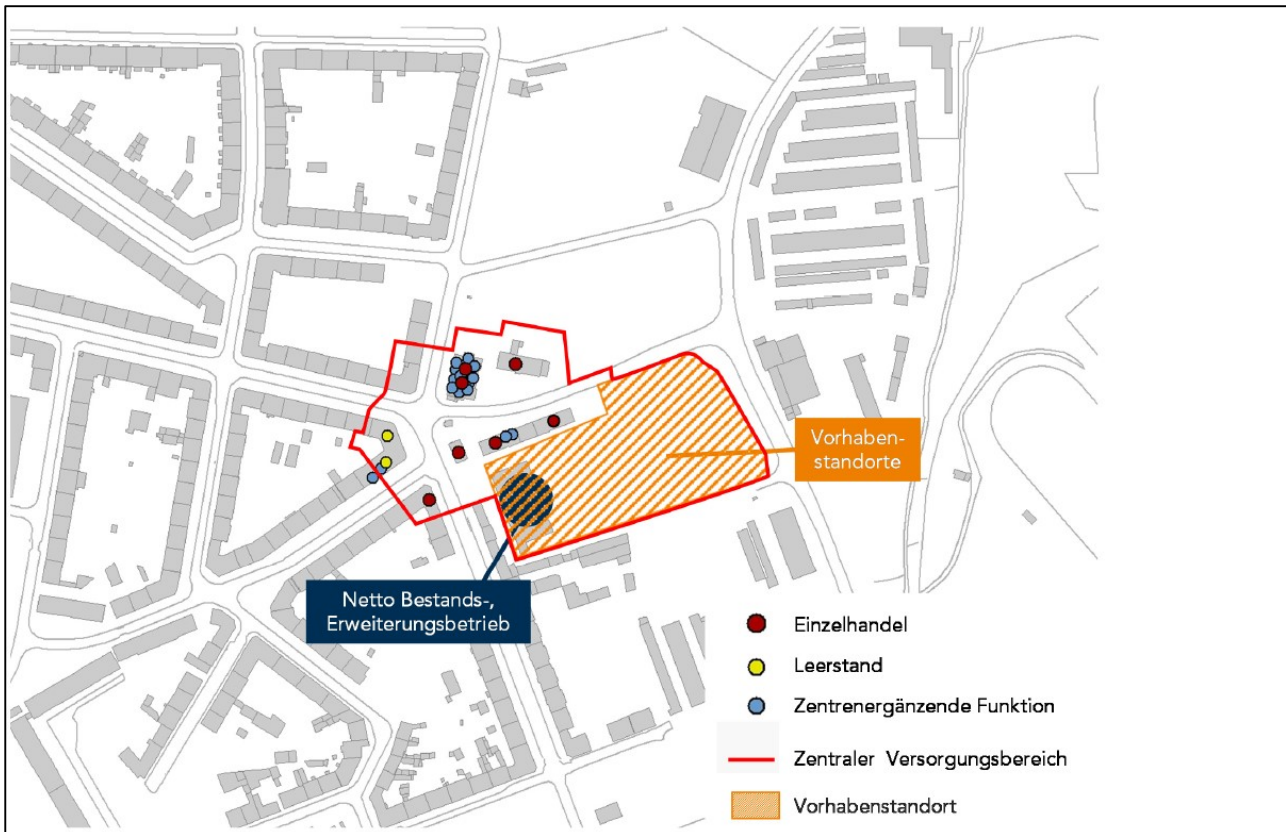 Vorhaben-
standorte
Netto Bestands-,
Erweiterungsbetrieb
Einzelhandel
Leerstand
Zentrenergänzende Funktion
Zentraler Versorgungsbereich
Vorhabenstandort